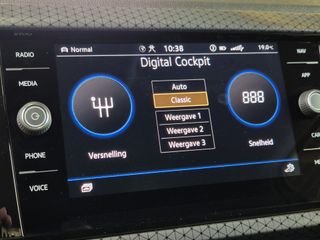 RADIO
MEDIA
PHONE
VOICE
Normal
10:38
19,0°C
NAV
Digital Cockpit
Auto
Classic
Weergave 1
Weergave 2
Weergave 3
Versnelling
888
Snelheid